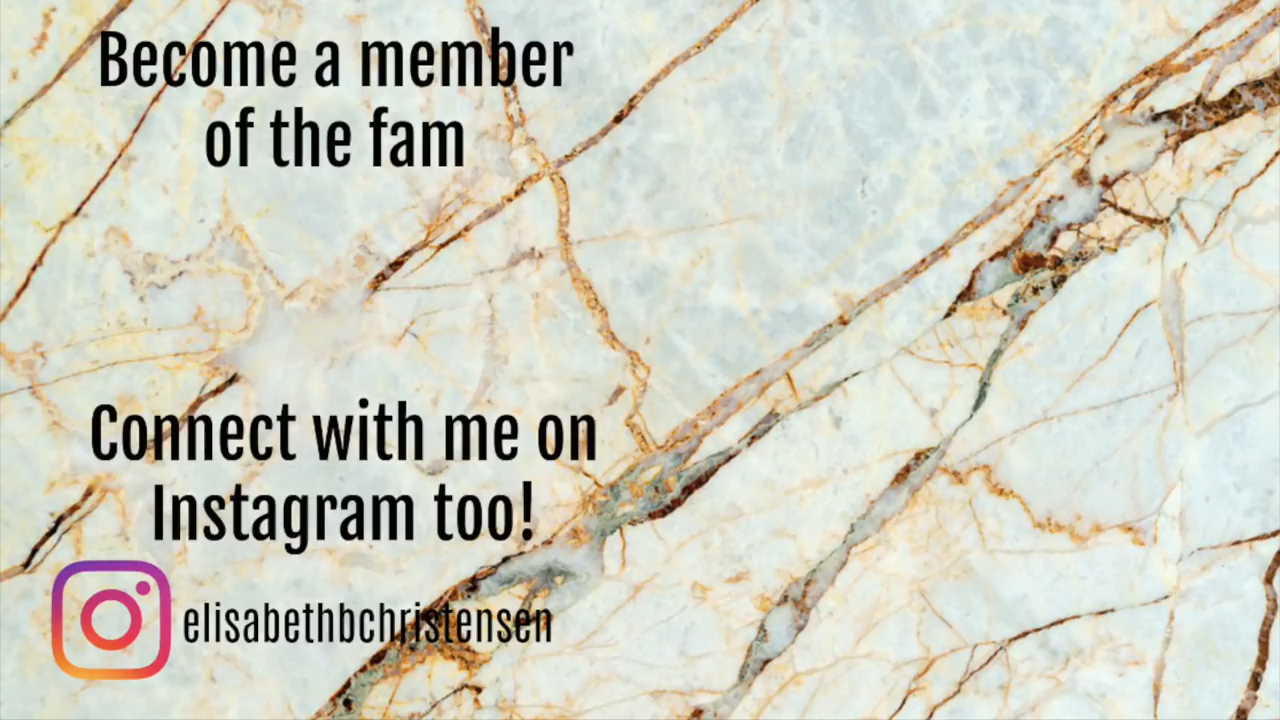 Become a member
of the fam
Connect with me on
Instagram too!
elisabethbchristensen